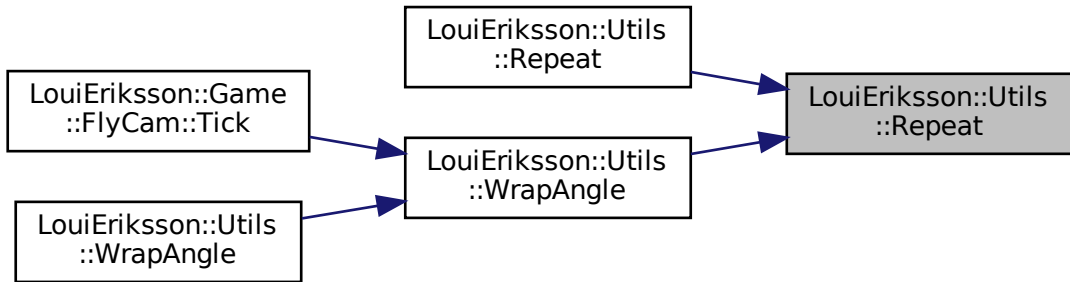 LouiEriksson::Utils
::Repeat
LouiEriksson::Game
::FlyCam::Tick
LouiEriksson::Utils
::WrapAngle
LouiEriksson::Utils
::Repeat
LouiEriksson::Utils
::WrapAngle